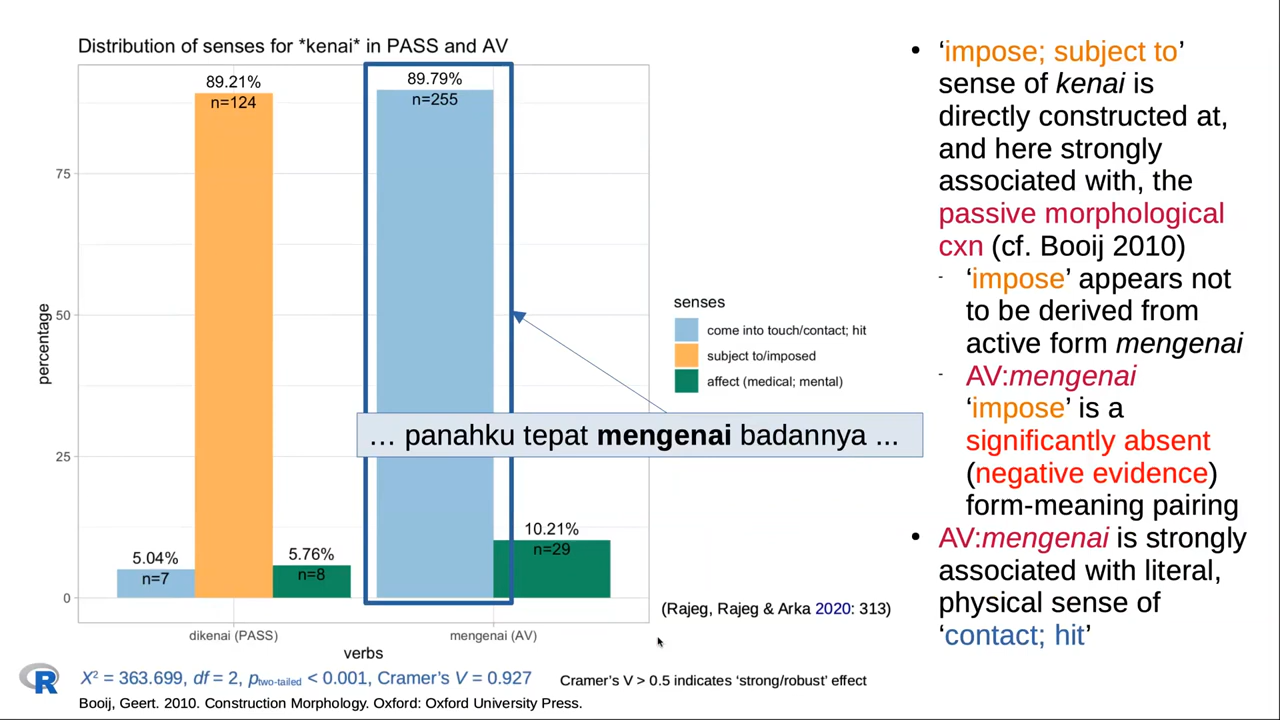 Distribution of senses for *kenai* in PASS and AV
89.21%
n=124
89.79%
n=255
5.04%
n=7
5.76%
n=8
10.21%
n=29
percentage
75
50
25
0
dikenai (PASS)
mengenai (AV)
verbs
senses
come into touch/contact; hit
subject to/imposed
affect (medical; mental)
… panahku tepat mengenai badannya ...
(Rajeg, Rajeg & Arka 2020: 313)
• ‘impose; subject to’
sense of kenai is
directly constructed at,
and here strongly
associated with, the
passive morphological
cxn (cf. Booij 2010)
- ‘impose’ appears not
to be derived from
active form mengenai
- AV:mengenai
‘impose’ is a
significantly absent
(negative evidence)
form-meaning pairing
• AV:mengenai is strongly
associated with literal,
physical sense of
‘contact; hit’
R
X² = 363.699, df = 2, p two-tailed < 0.001, Cramer’s V = 0.927
Cramer’s V > 0.5 indicates ‘strong/robust’ effect
Booij, Geert. 2010. Construction Morphology. Oxford: Oxford University Press.